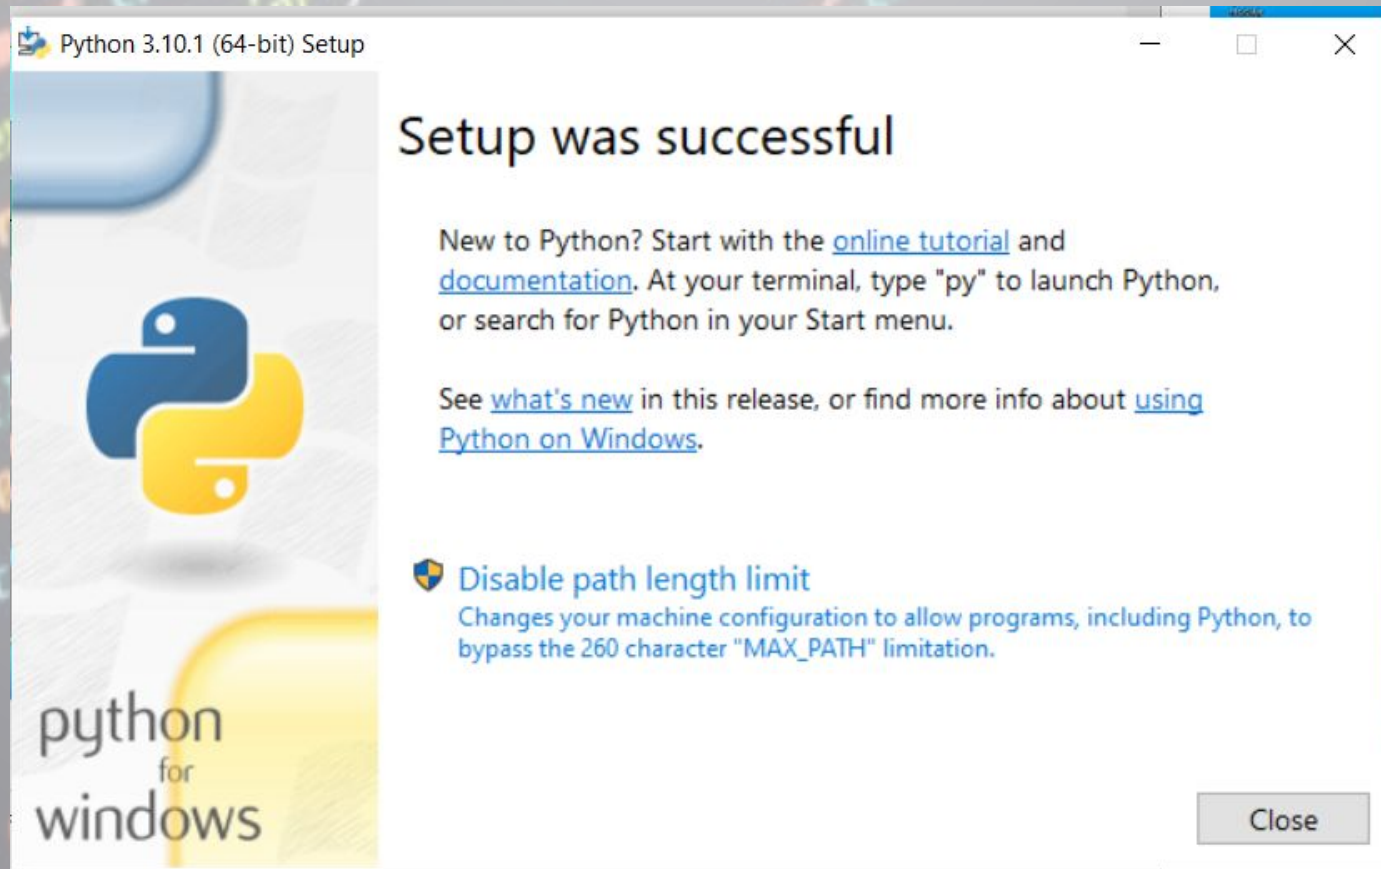 Python 3.10.1 (64-bit) Setup
Setup was successful
New to Python? Start with the online tutorial and
documentation. At your terminal, type "py" to launch Python,
or search for Python in your Start menu.
See what's new in this release, or find more info about using
Python on Windows.
Disable path length limit
Changes your machine configuration to allow programs, including Python, to
bypass the 260 character "MAX_PATH" limitation.
python
for
windows
Close